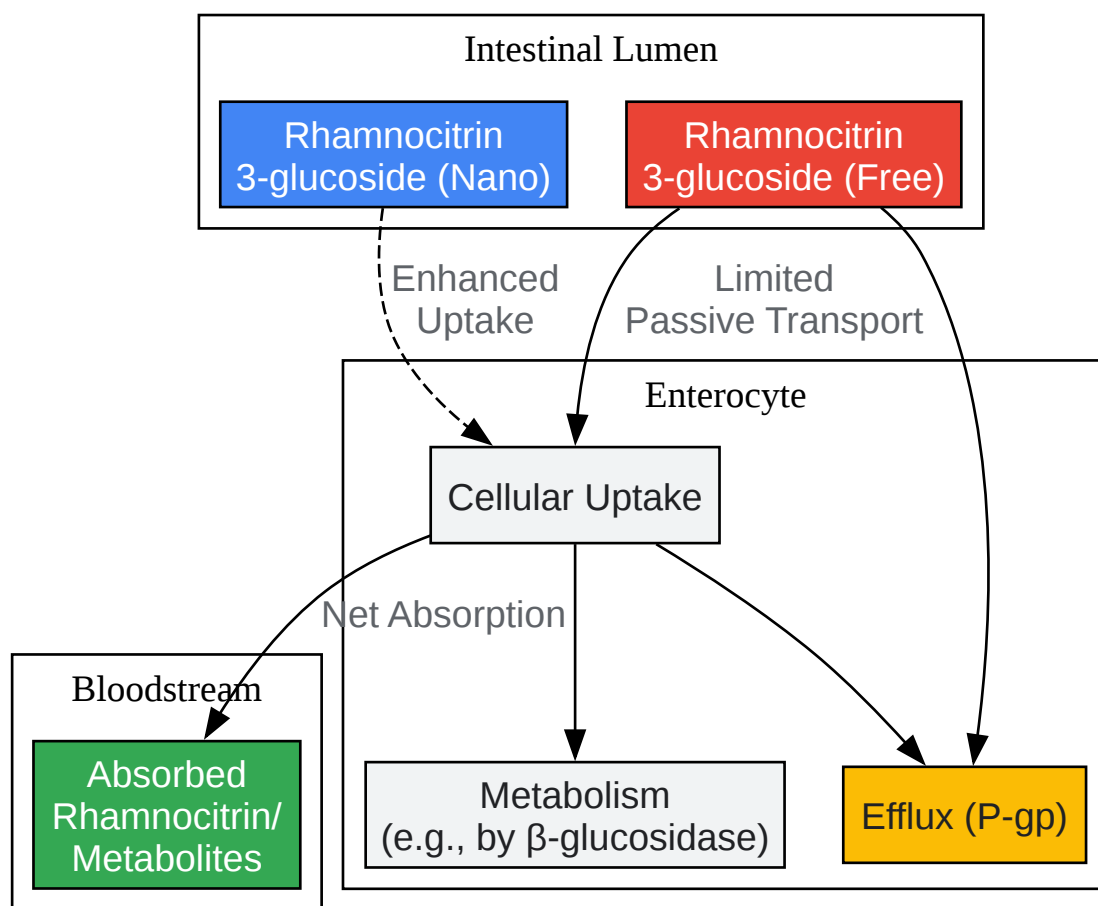 Intestinal Lumen
Rhamnocitrin
3-glucoside (Nano)
Rhamnocitrin
3-glucoside (Free)
Enhanced
Uptake
Limited
Passive Transport
Enterocyte
Cellular Uptake
Net Absorption
Bloodstream
Absorbed
Rhamnocitrin/
Metabolites
Metabolism
(e.g., by β-glucosidase)
Efflux (P-gp)